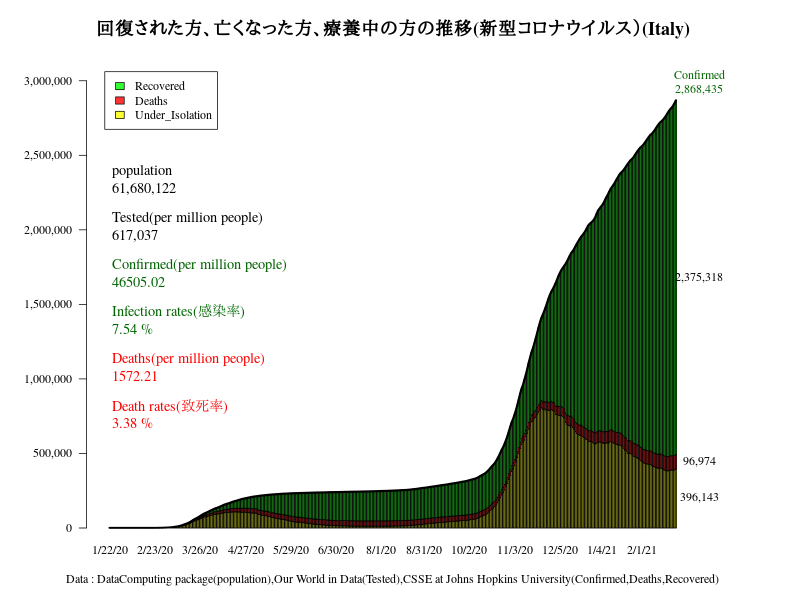 回復された方、亡くなった方、療養中の方の推移(新型コロナウイルス）(Italy)
Confirmed
2,868,435
3,000,000
2,500,000
2,000,000
1,500,000
1,000,000
500,000
0
Recovered
Deaths
Under_Isolation
population
61,680,122
Tested(per million people)
617,037
Confirmed(per million people)
46505.02
Infection rates(感染率)
7.54 %
Deaths(per million people)
1572.21
Death rates(致死率)
3.38 %
2,375,318
96,974
396,143
1/22/20 2/23/20 3/26/20 4/27/20 5/29/20 6/30/20 8/1/20 8/31/20 10/2/20 11/3/20 12/5/20 1/4/21 2/1/21
Data : DataComputing package(population),Our World in Data(Tested),CSSE at Johns Hopkins University(Confirmed,Deaths,Recovered)